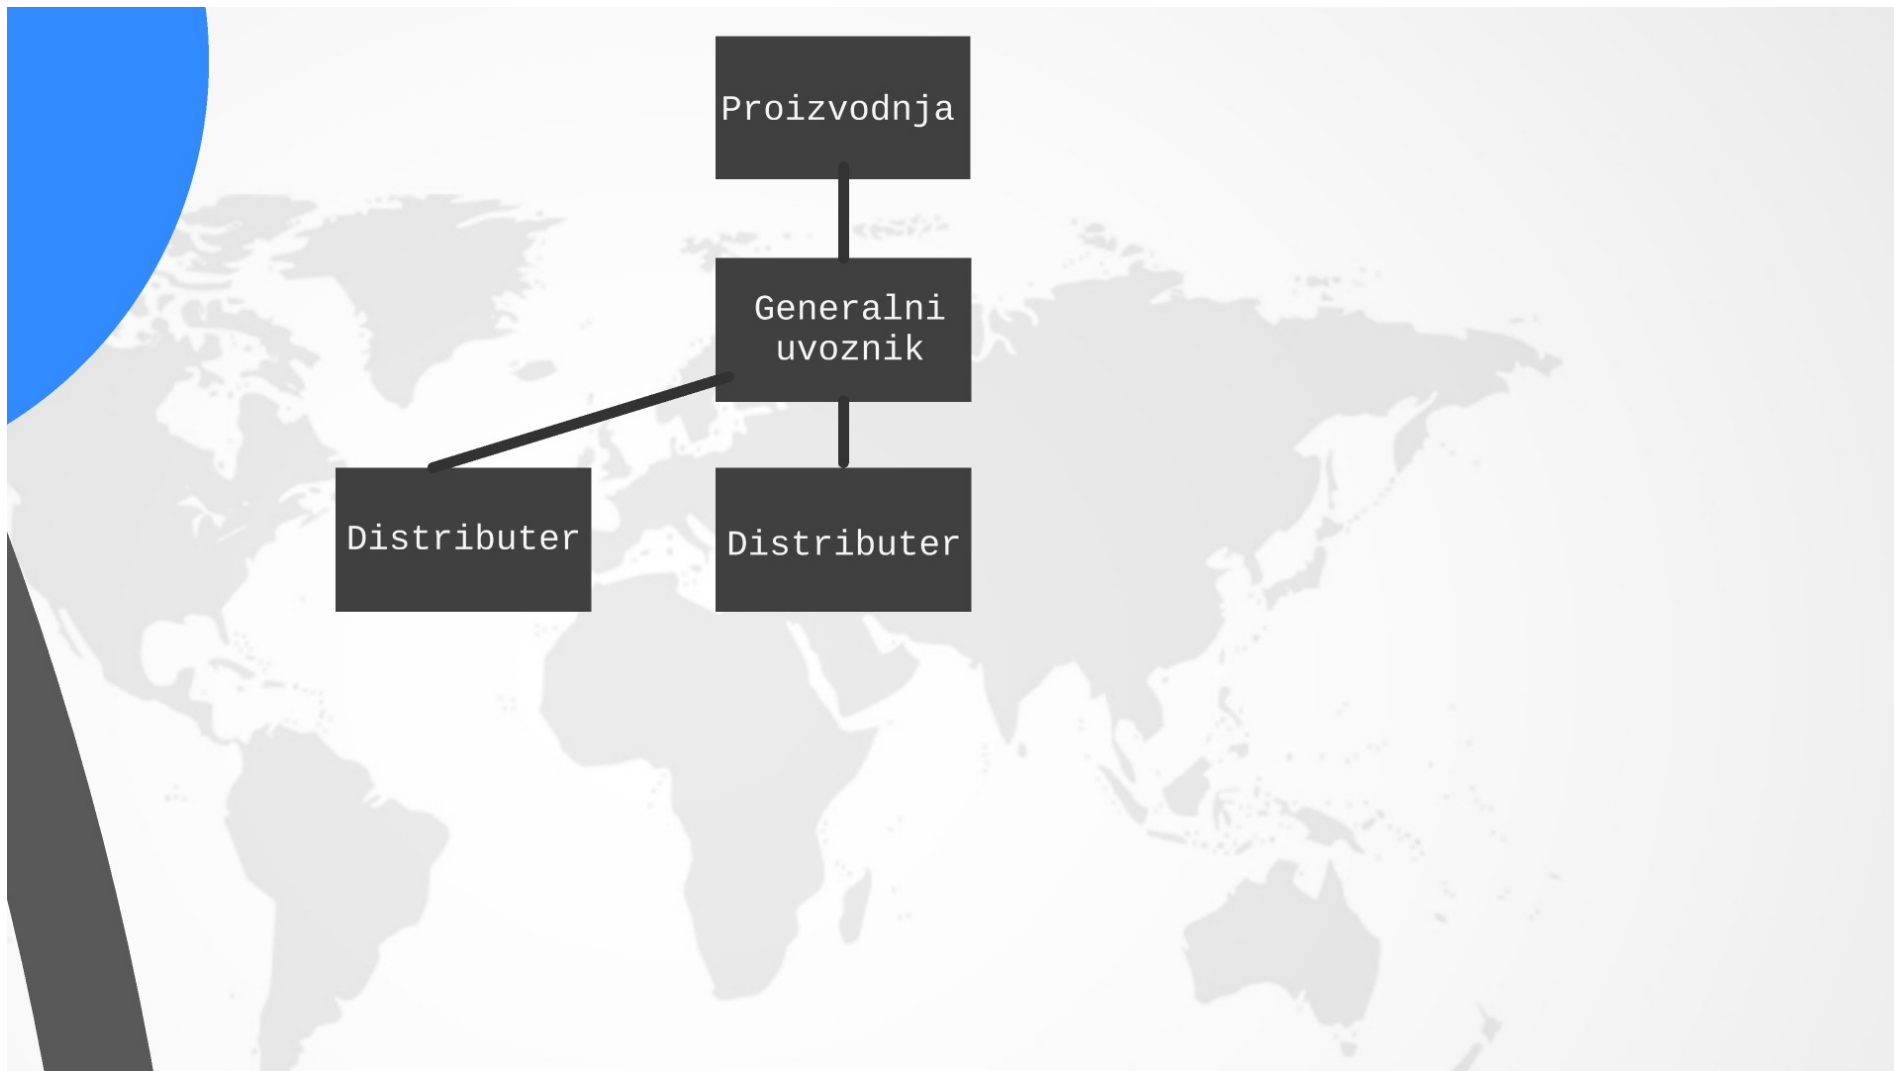 Proizvodnja
Generalni
uvoznik
Distributer
Distributer